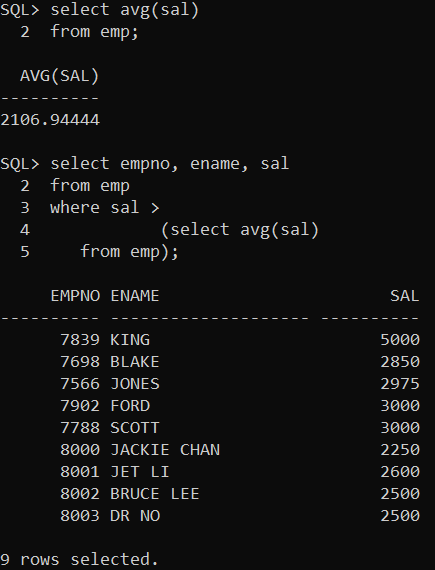 SQL> select avg(sal)
  2  from emp;
  AVG(SAL)
----------
2106.94444
SQL> select empno, ename, sal
  2  from emp
  3  where sal >
  4             (select avg(sal)
  5     from emp);
     EMPNO ENAME                       SAL
---------- -------------------- ----------
      7839 KING                       5000
      7698 BLAKE                      2850
      7566 JONES                      2975
      7902 FORD                       3000
      7788 SCOTT                      3000
      8000 JACKIE CHAN                2250
      8001 JET LI                     2600
      8002 BRUCE LEE                  2500
      8003 DR NO                      2500
9 rows selected.